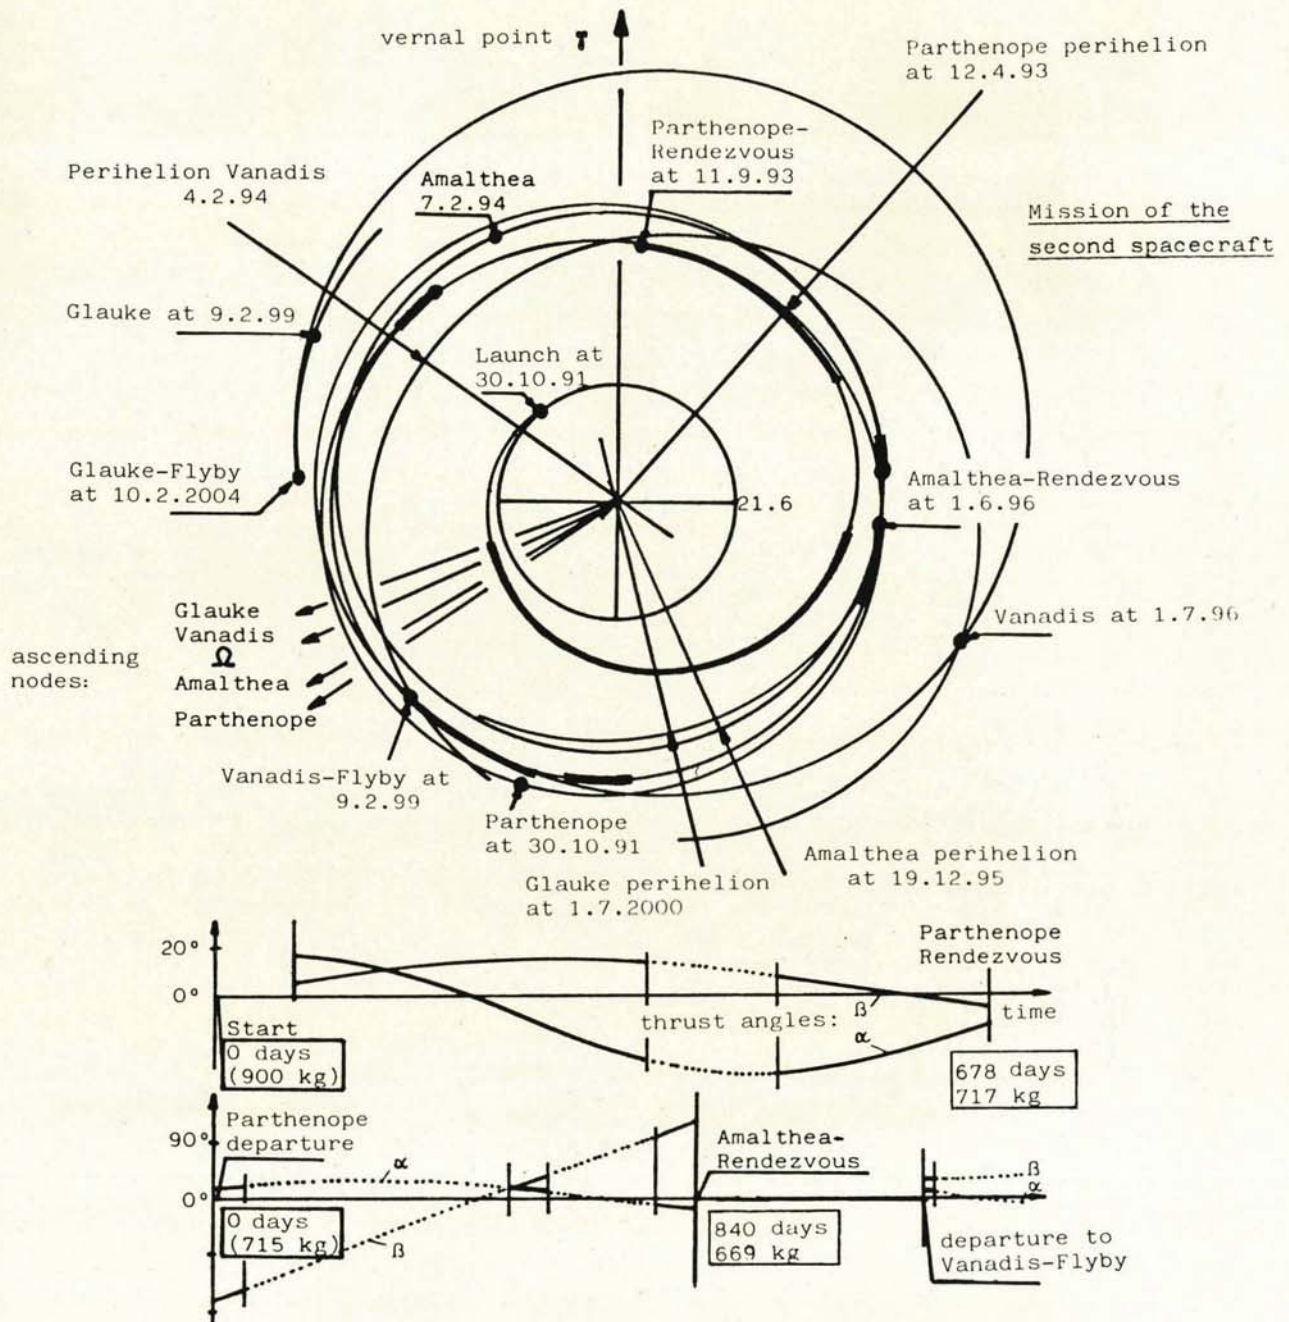 vernal point ♈
Parthenope perihelion
at 12.4.93
Parthenope-
Rendezvous
at 11.9.93
Perihelion Vanadis
4.2.94
Amalthea
7.2.94
Mission of the
second spacecraft
Glauke at 9.2.99
Launch at
30.10.91
Glauke-Flyby
at 10.2.2004
21.6
Amalthea-Rendezvous
at 1.6.96
Vanadis at 1.7.96
ascending
nodes:
Glauke
Vanadis
Ω
Amalthea
Parthenope
Vanadis-Flyby at
9.2.99
Parthenope
at 30.10.91
Amalthea perihelion
at 19.12.95
Glauke perihelion
at 1.7.2000
20°
0°
Parthenope
Rendezvous
Start
0 days
(900 kg)
thrust angles:
β
α
time
678 days
717 kg
90°
0°
Parthenope
departure
α
0 days
(715 kg)
β
Amalthea-
Rendezvous
840 days
669 kg
β
α
departure to
Vanadis-Flyby